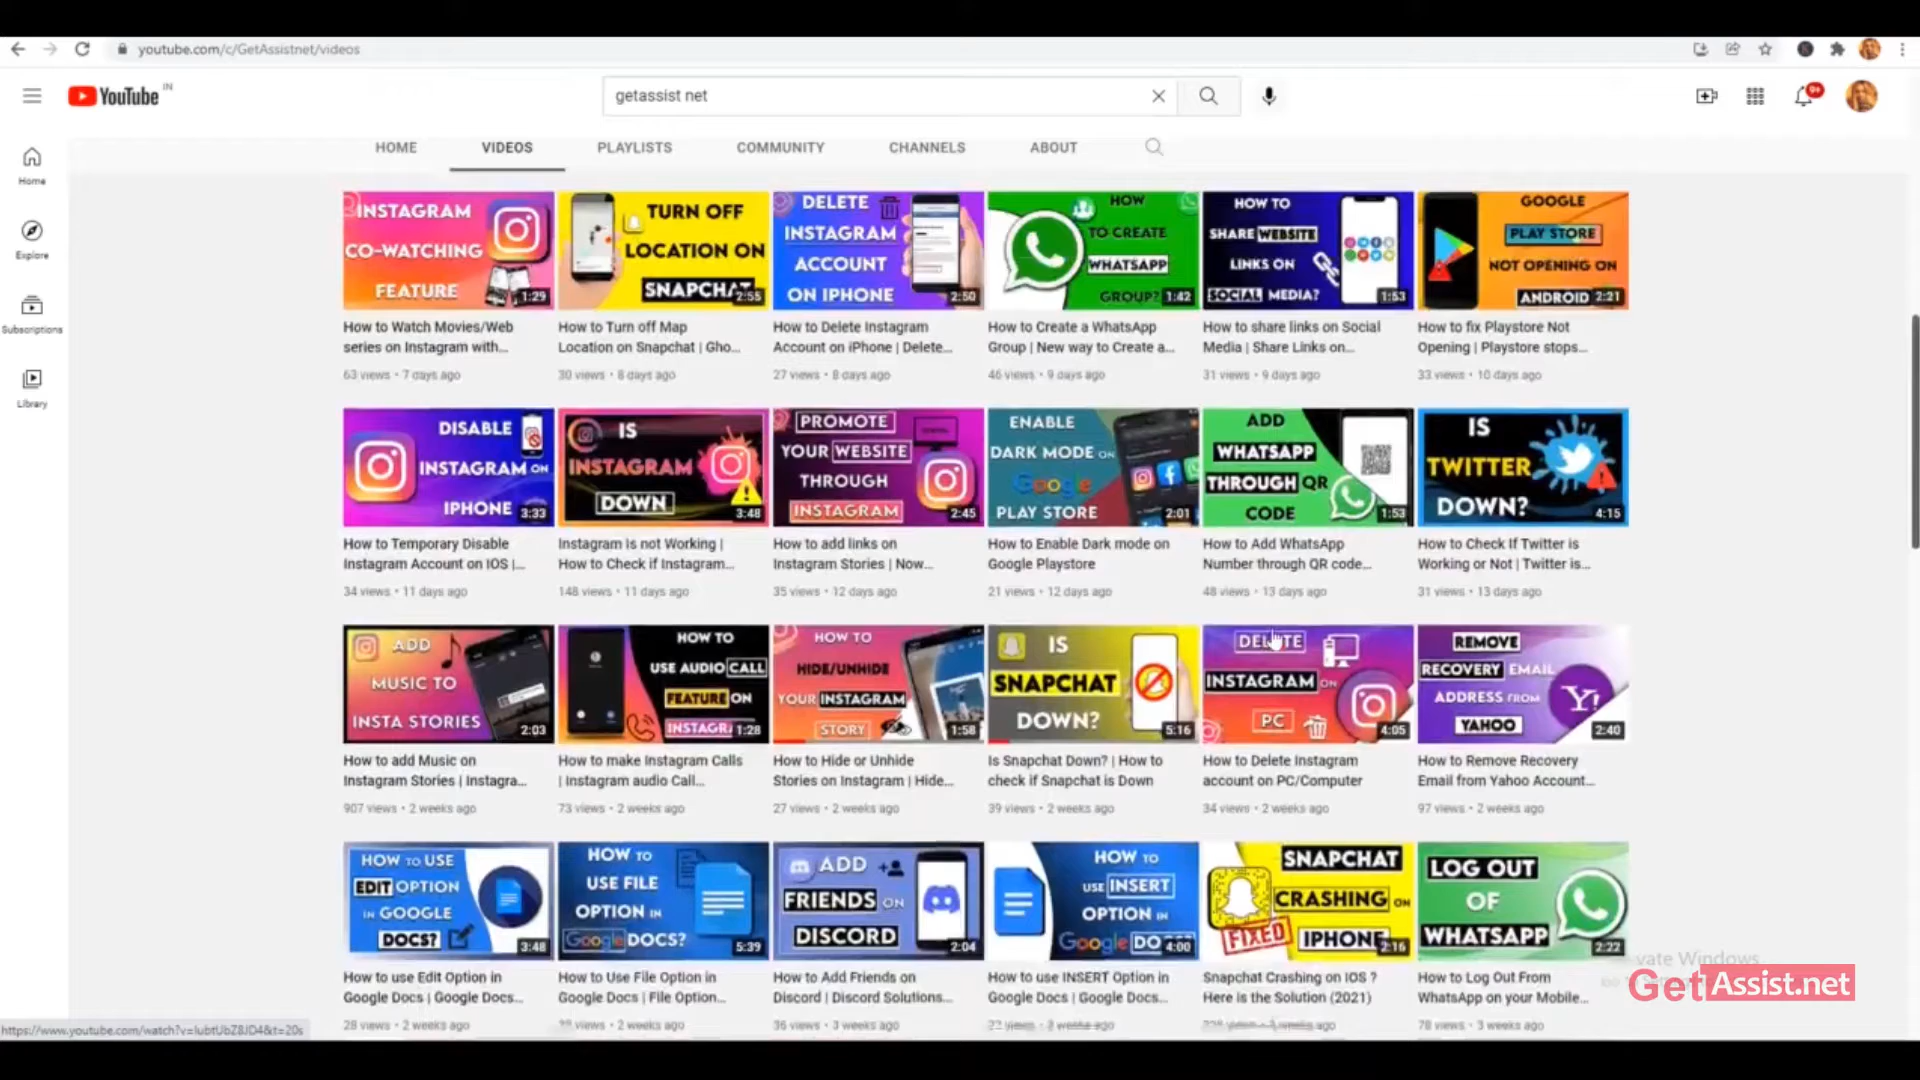 youtube.com/c/GetAssistnet/videos
YouTube IN
getassist net
9+
HOME VIDEOS PLAYLISTS COMMUNITY CHANNELS ABOUT
Home
Explore
Subscriptions
Library
INSTAGRAM
CO-WATCHING
FEATURE
1:29
TURN OFF
LOCATION ON
SNAPCHAT
2:55
DELETE
INSTAGRAM
ACCOUNT
ON IPHONE
2:50
HOW
TO CREATE
WHATSAPP
GROUP?
1:42
HOW TO
SHARE WEBSITE
LINKS ON
SOCIAL MEDIA?
1:53
GOOGLE
PLAY STORE
NOT OPENING ON
ANDROID
2:21
How to Watch Movies/Web
series on Instagram with...
63 views • 7 days ago
How to Turn off Map
Location on Snapchat | Gho...
30 views • 8 days ago
How to Delete Instagram
Account on iPhone | Delete...
27 views • 8 days ago
How to Create a WhatsApp
Group | New way to Create a...
46 views • 9 days ago
How to share links on Social
Media | Share Links on...
31 views • 9 days ago
How to fix Playstore Not
Opening | Playstore stops...
33 views • 10 days ago
DISABLE
INSTAGRAM ON
IPHONE
3:33
IS
INSTAGRAM
DOWN
3:48
PROMOTE
YOUR WEBSITE
THROUGH
INSTAGRAM
2:45
ENABLE
DARK MODE ON
Google
PLAY STORE
2:01
ADD
WHATSAPP
THROUGH QR
CODE
1:53
IS
TWITTER
DOWN?
4:15
How to Temporary Disable
Instagram Account on IOS |...
34 views • 11 days ago
Instagram is not Working |
How to Check if Instagram...
148 views • 11 days ago
How to add links on
Instagram Stories | Now...
35 views • 12 days ago
How to Enable Dark mode on
Google Playstore
21 views • 12 days ago
How to Add WhatsApp
Number through QR code...
48 views • 13 days ago
How to Check If Twitter is
Working or Not | Twitter is...
31 views • 13 days ago
ADD
MUSIC TO
INSTA STORIES
2:03
HOW TO
USE AUDIO CALL
FEATURE ON
INSTAGR
1:28
HOW TO
HIDE/UNHIDE
YOUR INSTAGRAM
STORY
1:58
IS
SNAPCHAT
DOWN?
5:16
DELETE
INSTAGRAM ON
PC
4:05
REMOVE
RECOVERY EMAIL
ADDRESS FROM
YAHOO
Y!
2:40
How to add Music on
Instagram Stories | Instagra...
907 views • 2 weeks ago
How to make Instagram Calls
| Instagram audio Call...
73 views • 2 weeks ago
How to Hide or Unhide
Stories on Instagram | Hide...
27 views • 2 weeks ago
Is Snapchat Down? | How to
check if Snapchat is Down
39 views • 2 weeks ago
How to Delete Instagram
account on PC/Computer
34 views • 2 weeks ago
How to Remove Recovery
Email from Yahoo Account...
97 views • 2 weeks ago
HOW TO USE
EDIT OPTION
IN GOOGLE
DOCS?
3:48
HOW TO
USE FILE
OPTION IN
Google DOCS?
5:39
ADD
FRIENDS ON
DISCORD
2:04
HOW TO
USE INSERT
OPTION IN
Google DO
4:00
SNAPCHAT
CRASHING ON
FIXED
IPHONE
2:16
LOG OUT
OF
WHATSAPP
2:22
How to use Edit Option in
Google Docs | Google Docs...
28 views • 2 weeks ago
How to Use File Option in
Google Docs | File Option...
views • 2 weeks ago
How to Add Friends on
Discord | Discord Solutions...
36 views • 3 weeks ago
How to use INSERT Option in
Google Docs | Google Docs...
views • weeks ago
Snapchat Crashing on IOS ?
Here is the Solution (2021)
views • weeks ago
How to Log Out From
WhatsApp on your Mobile...
78 views • 3 weeks ago
vate Windows
GetAssist.net